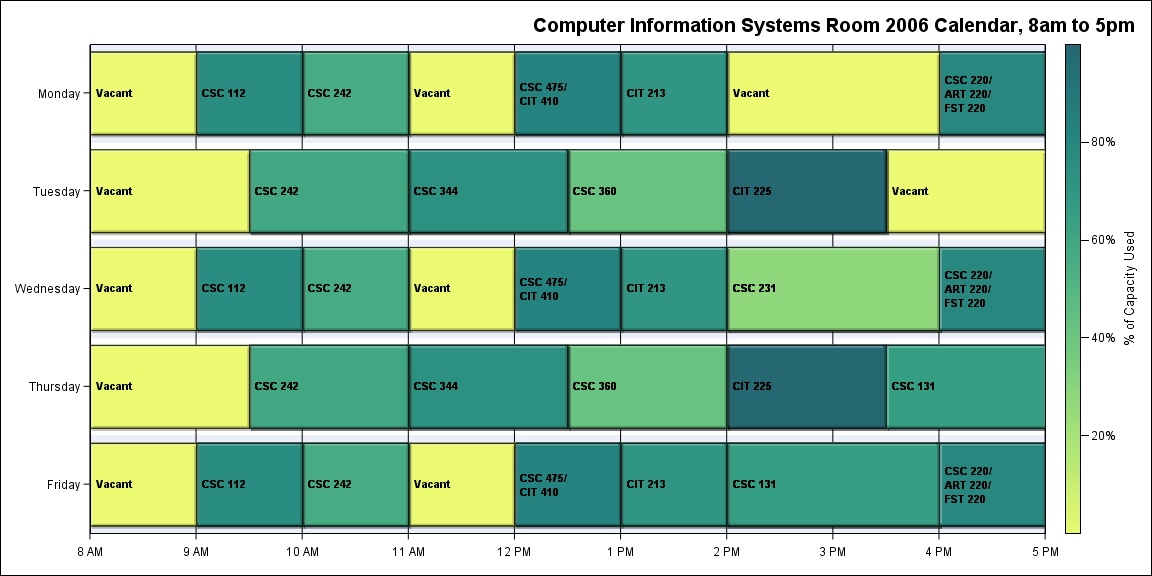 Computer Information Systems Room 2006 Calendar, 8am to 5pm
Monday
Vacant
CSC 112
CSC 242
Vacant
CSC 475/
CIT 410
CIT 213
Vacant
CSC 220/
ART 220/
FST 220
Tuesday
Vacant
CSC 242
CSC 344
CSC 360
CIT 225
Vacant
Wednesday
Vacant
CSC 112
CSC 242
Vacant
CSC 475/
CIT 410
CIT 213
CSC 231
CSC 220/
ART 220/
FST 220
Thursday
Vacant
CSC 242
CSC 344
CSC 360
CIT 225
CSC 131
Friday
Vacant
CSC 112
CSC 242
Vacant
CSC 475/
CIT 410
CIT 213
CSC 131
CSC 220/
ART 220/
FST 220
8 AM
9 AM
10 AM
11 AM
12 PM
1 PM
2 PM
3 PM
4 PM
5 PM
80%
60%
40%
20%
% of Capacity Used